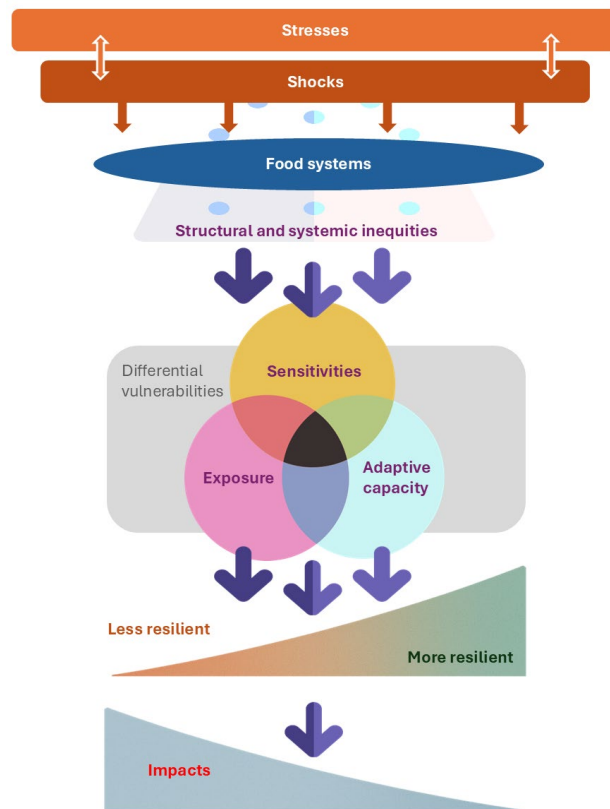 Stresses
Shocks
Food systems
Structural and systemic inequities
Differential
vulnerabilities
Sensitivities
Exposure
Adaptive
capacity
Less resilient
More resilient
Impacts